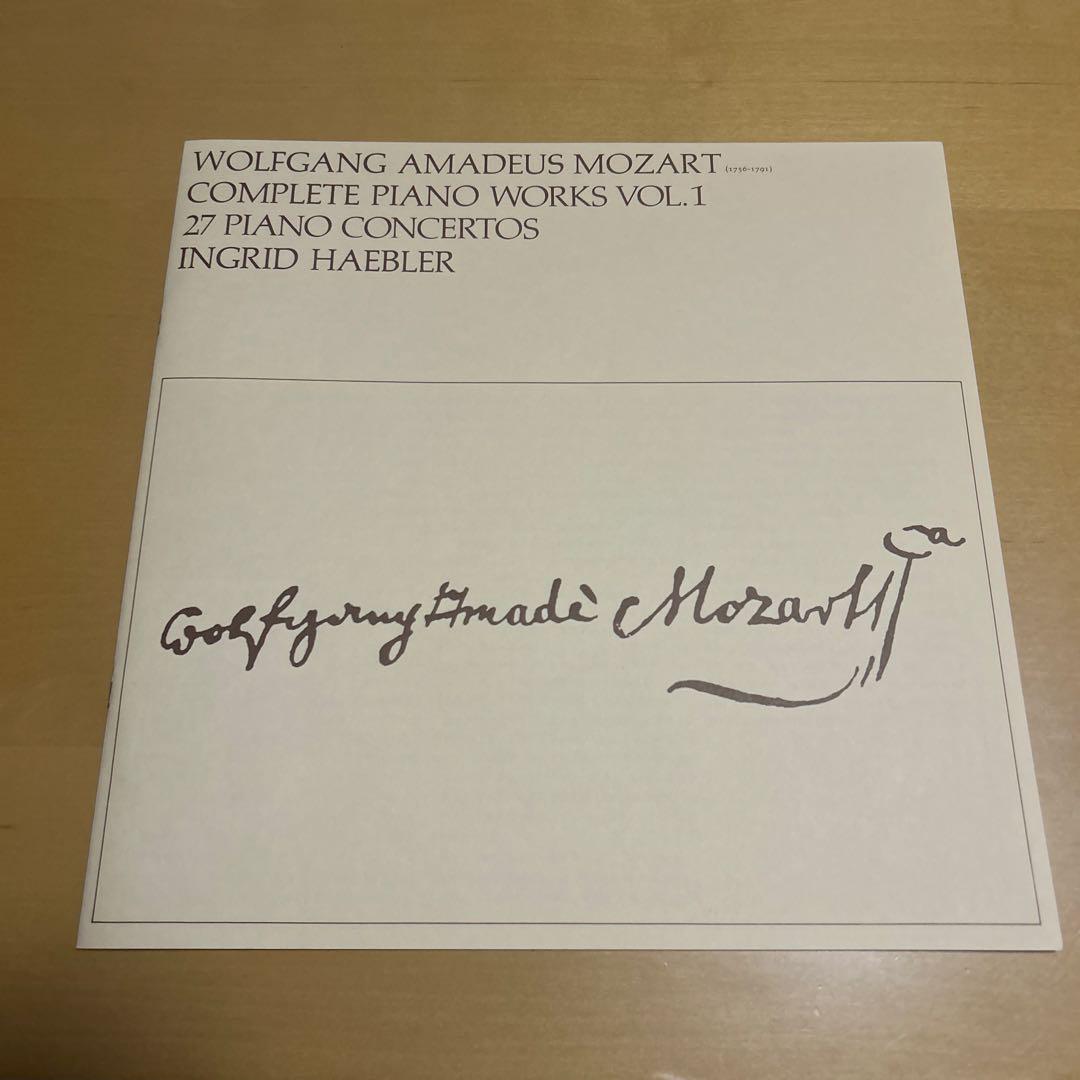 WOLFGANG AMADEUS MOZART (1756-1791)
COMPLETE PIANO WORKS VOL.1
27 PIANO CONCERTOS
INGRID HAEBLER
Wolfgang Amadè Mozart